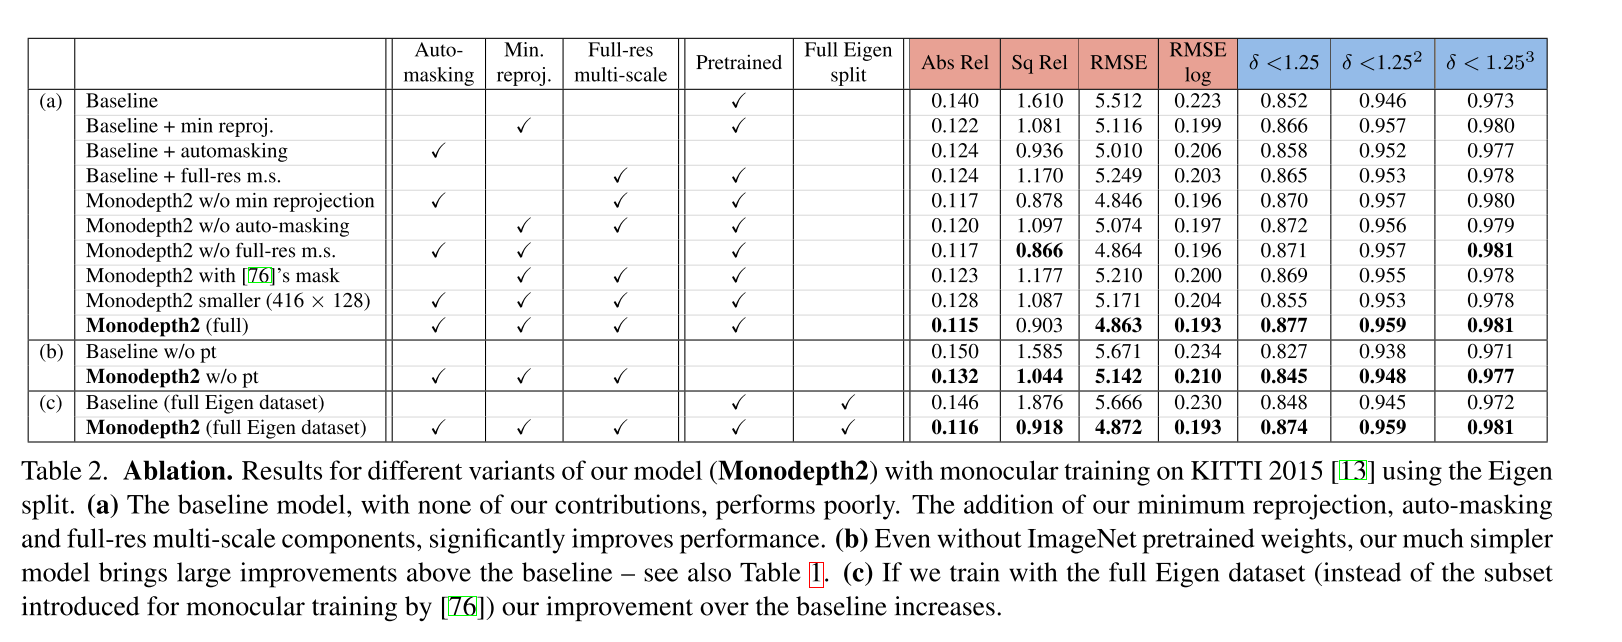 Auto-masking Min. reproj. Full-res multi-scale Pretrained Full Eigen split Abs Rel Sq Rel RMSE RMSE log δ <1.25 δ <1.25² δ < 1.25³
(a) Baseline ✓ 0.140 1.610 5.512 0.223 0.852 0.946 0.973
Baseline + min reproj. ✓ ✓ 0.122 1.081 5.116 0.199 0.866 0.957 0.980
Baseline + automasking ✓ 0.124 0.936 5.010 0.206 0.858 0.952 0.977
Baseline + full-res m.s. ✓ ✓ 0.124 1.170 5.249 0.203 0.865 0.953 0.978
Monodepth2 w/o min reprojection ✓ ✓ ✓ 0.117 0.878 4.846 0.196 0.870 0.957 0.980
Monodepth2 w/o auto-masking ✓ ✓ ✓ 0.120 1.097 5.074 0.197 0.872 0.956 0.979
Monodepth2 w/o full-res m.s. ✓ ✓ ✓ 0.117 0.866 4.864 0.196 0.871 0.957 0.981
Monodepth2 with [76]'s mask ✓ ✓ ✓ 0.123 1.177 5.210 0.200 0.869 0.955 0.978
Monodepth2 smaller (416 × 128) ✓ ✓ ✓ ✓ 0.128 1.087 5.171 0.204 0.855 0.953 0.978
Monodepth2 (full) ✓ ✓ ✓ ✓ 0.115 0.903 4.863 0.193 0.877 0.959 0.981
(b) Baseline w/o pt 0.150 1.585 5.671 0.234 0.827 0.938 0.971
Monodepth2 w/o pt ✓ ✓ ✓ 0.132 1.044 5.142 0.210 0.845 0.948 0.977
(c) Baseline (full Eigen dataset) ✓ ✓ 0.146 1.876 5.666 0.230 0.848 0.945 0.972
Monodepth2 (full Eigen dataset) ✓ ✓ ✓ ✓ ✓ 0.116 0.918 4.872 0.193 0.874 0.959 0.981
Table 2. Ablation. Results for different variants of our model (Monodepth2) with monocular training on KITTI 2015 [13] using the Eigen
split. (a) The baseline model, with none of our contributions, performs poorly. The addition of our minimum reprojection, auto-masking
and full-res multi-scale components, significantly improves performance. (b) Even without ImageNet pretrained weights, our much simpler
model brings large improvements above the baseline – see also Table 1. (c) If we train with the full Eigen dataset (instead of the subset
introduced for monocular training by [76]) our improvement over the baseline increases.